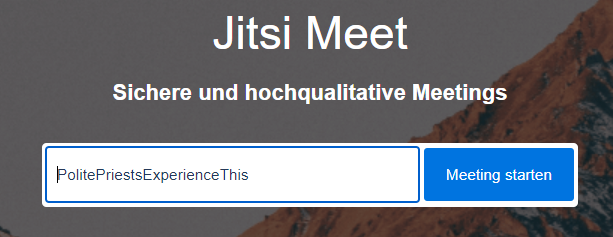 Jitsi Meet
Sichere und hochqualitative Meetings
PolitePriestsExperienceThis
Meeting starten